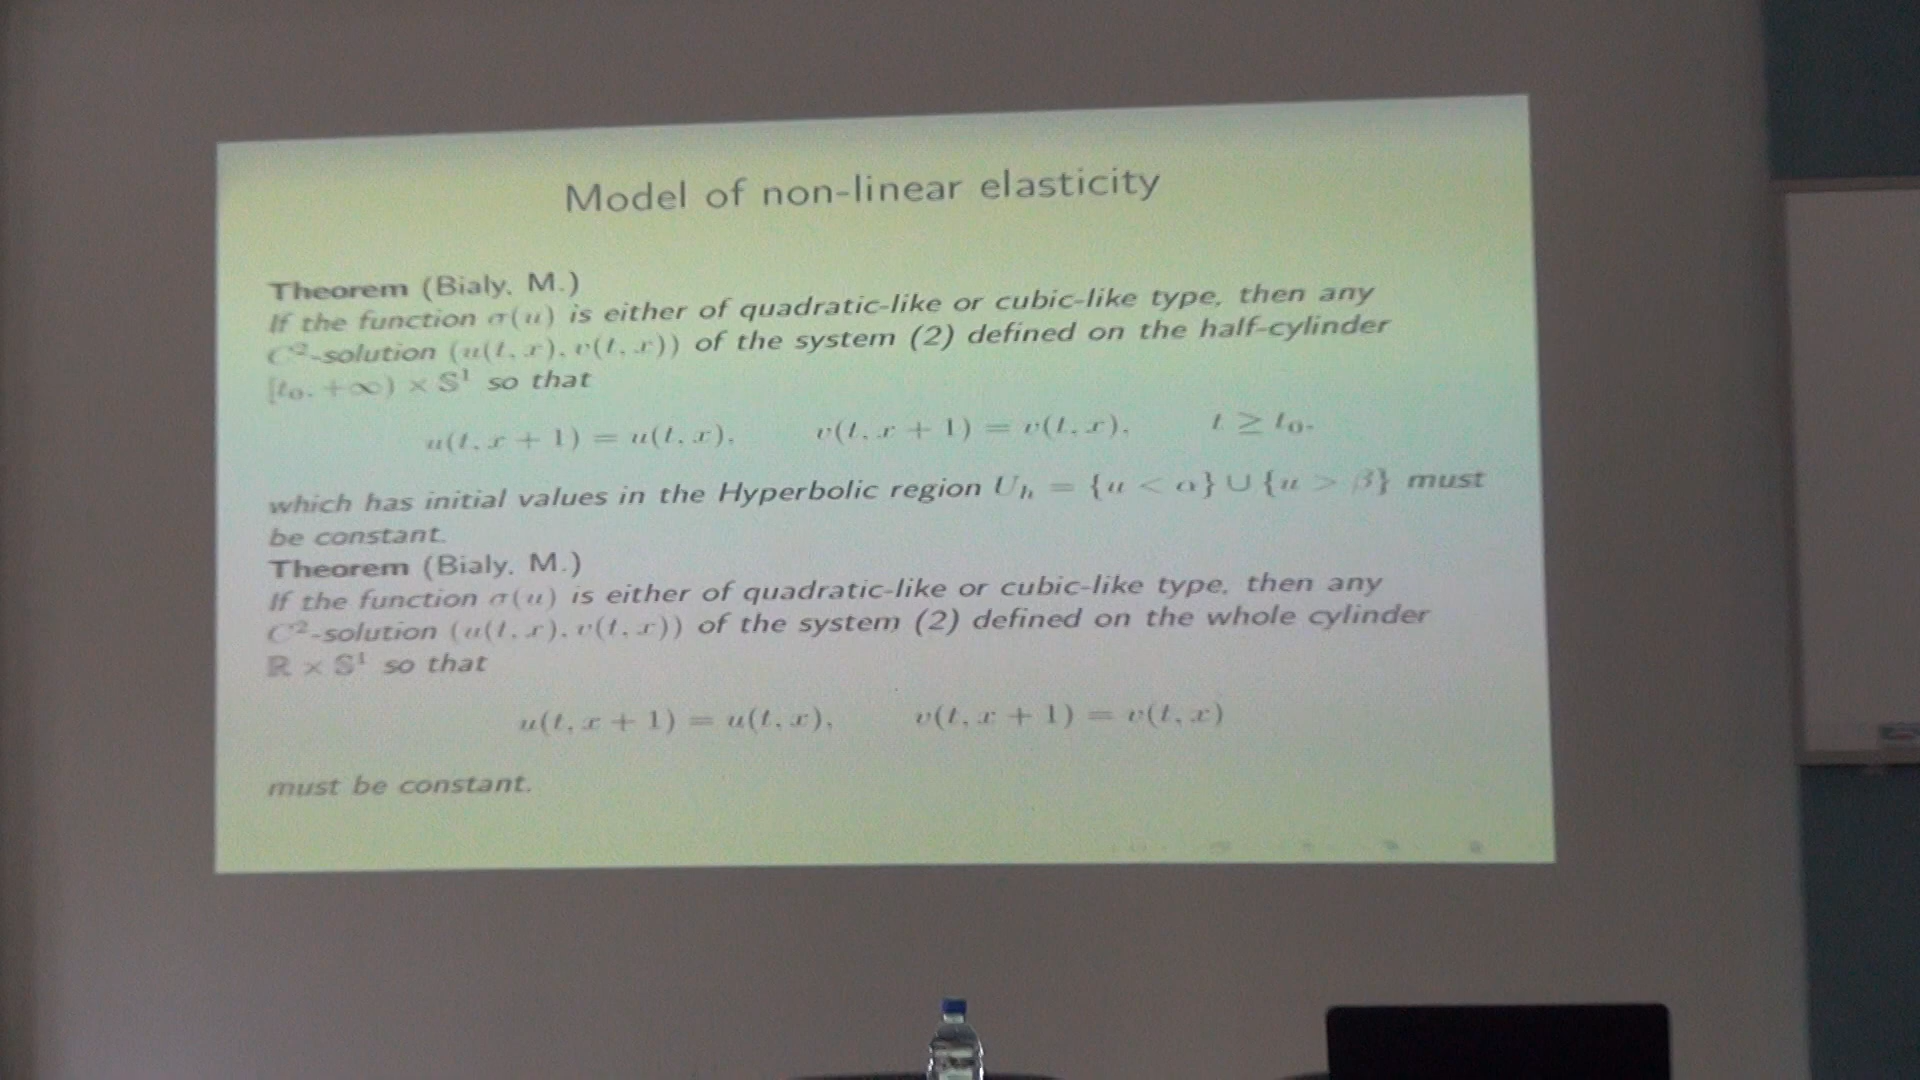 Model of non-linear elasticity
Theorem (Bialy, M.)
If the function σ(u) is either of quadratic-like or cubic-like type, then any
C²-solution (u(t, x), v(t, x)) of the system (2) defined on the half-cylinder
[t₀, +∞) × S¹ so that
u(t, x + 1) = u(t, x), v(t, x + 1) = v(t, x), t ≥ t₀,
which has initial values in the Hyperbolic region Uₕ = {u < α} ∪ {u > β} must
be constant.
Theorem (Bialy, M.)
If the function σ(u) is either of quadratic-like or cubic-like type, then any
C²-solution (u(t, x), v(t, x)) of the system (2) defined on the whole cylinder
ℝ × S¹ so that
u(t, x + 1) = u(t, x), v(t, x + 1) = v(t, x)
must be constant.